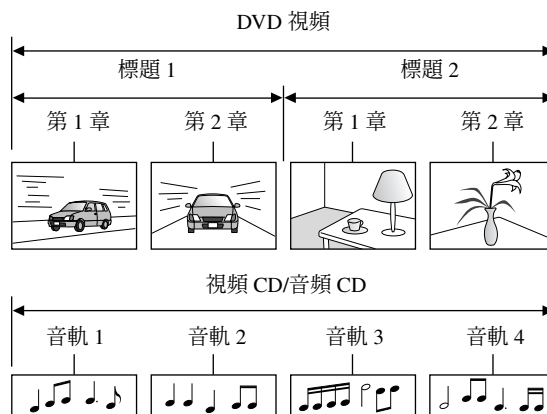 DVD 視頻
標題 1 標題 2
第 1 章 第 2 章 第 1 章 第 2 章
視頻 CD/音頻 CD
音軌 1 音軌 2 音軌 3 音軌 4